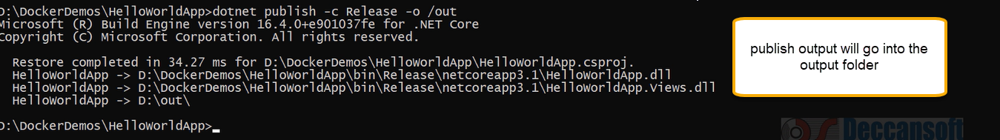 D:\DockerDemos\HelloWorldApp>dotnet publish -c Release -o /out
Microsoft (R) Build Engine version 16.4.0+e901037fe for .NET Core
Copyright (C) Microsoft Corporation. All rights reserved.
Restore completed in 34.27 ms for D:\DockerDemos\HelloWorldApp\HelloWorldApp.csproj.
HelloWorldApp -> D:\DockerDemos\HelloWorldApp\bin\Release\netcoreapp3.1\HelloWorldApp.dll
HelloWorldApp -> D:\DockerDemos\HelloWorldApp\bin\Release\netcoreapp3.1\HelloWorldApp.Views.dll
HelloWorldApp -> D:\out\
D:\DockerDemos\HelloWorldApp>
publish output will go into the
output folder
Deccansoft